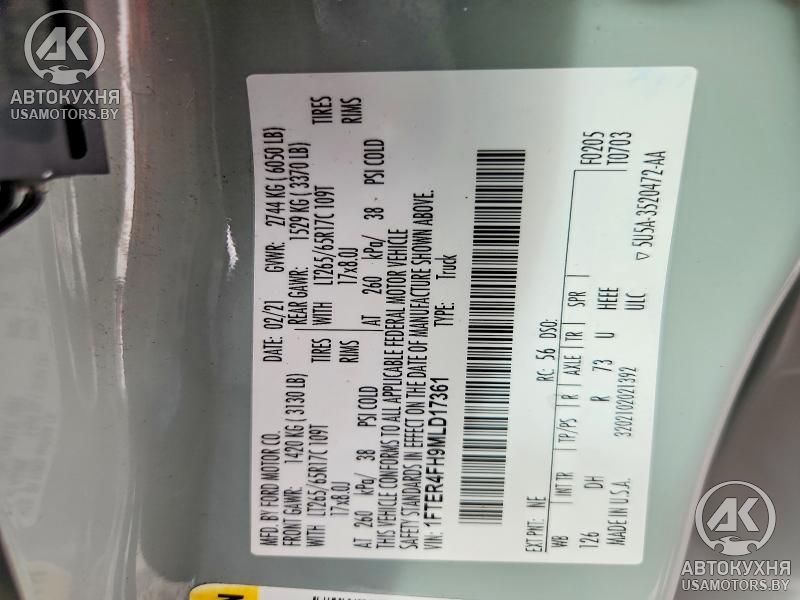 АВТОКУХНЯ
USAMOTORS.BY
MFD. BY FORD MOTOR CO.
DATE: 02/21 GVWR: 2744 KG ( 6050 LB)
FRONT GAWR: 1420 KG ( 3130 LB)
REAR GAWR: 1529 KG ( 3370 LB)
WITH LT265/65R17C 109T TIRES
WITH LT265/65R17C 109T TIRES
17x8.0J RIMS
17x8.0J RIMS
AT 260 kPa/ 38 PSI COLD
AT 260 kPa/ 38 PSI COLD
THIS VEHICLE CONFORMS TO ALL APPLICABLE FEDERAL MOTOR VEHICLE
SAFETY STANDARDS IN EFFECT ON THE DATE OF MANUFACTURE SHOWN ABOVE.
VIN: 1FTER4FH9MLD17361
TYPE: Truck
EXT PNT: NE RC: 56 DSO: F0205
T0703
WB INT TR TP/PS R AXLE TR SPR
126 DH R 73 U HEEE
ULC
MADE IN U.S.A. 3202102021392
▽ 5U5A-3520472-AA
АВТОКУХНЯ
USAMOTORS.BY